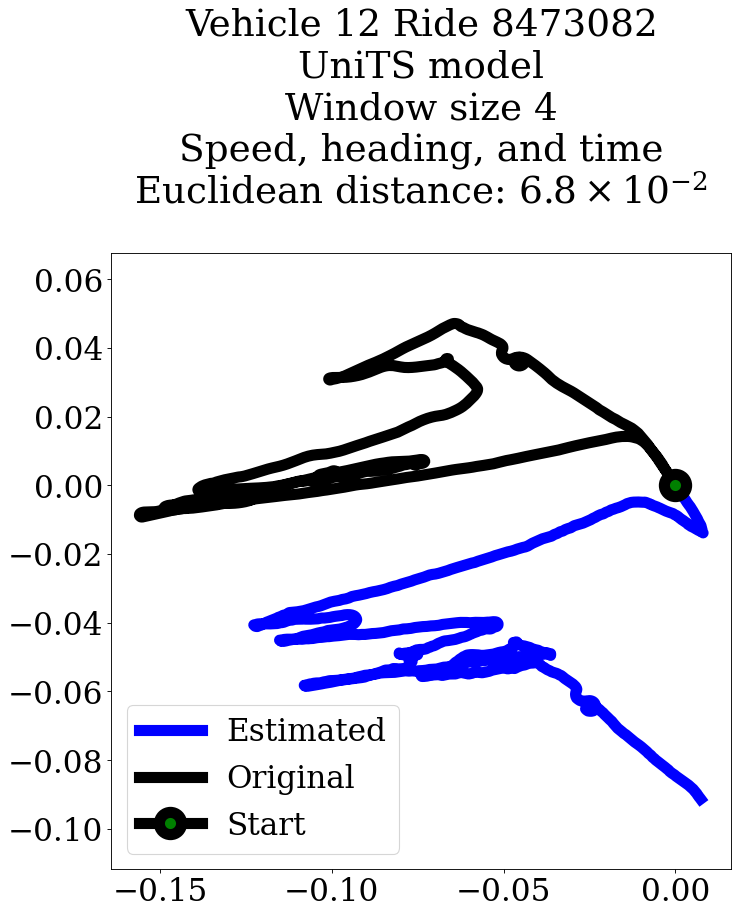 Vehicle 12 Ride 8473082
UniTS model
Window size 4
Speed, heading, and time
Euclidean distance: 6.8 × 10⁻²
0.06
0.04
0.02
0.00
−0.02
−0.04
−0.06
−0.08
−0.10
Estimated
Original
Start
−0.15 −0.10 −0.05 0.00